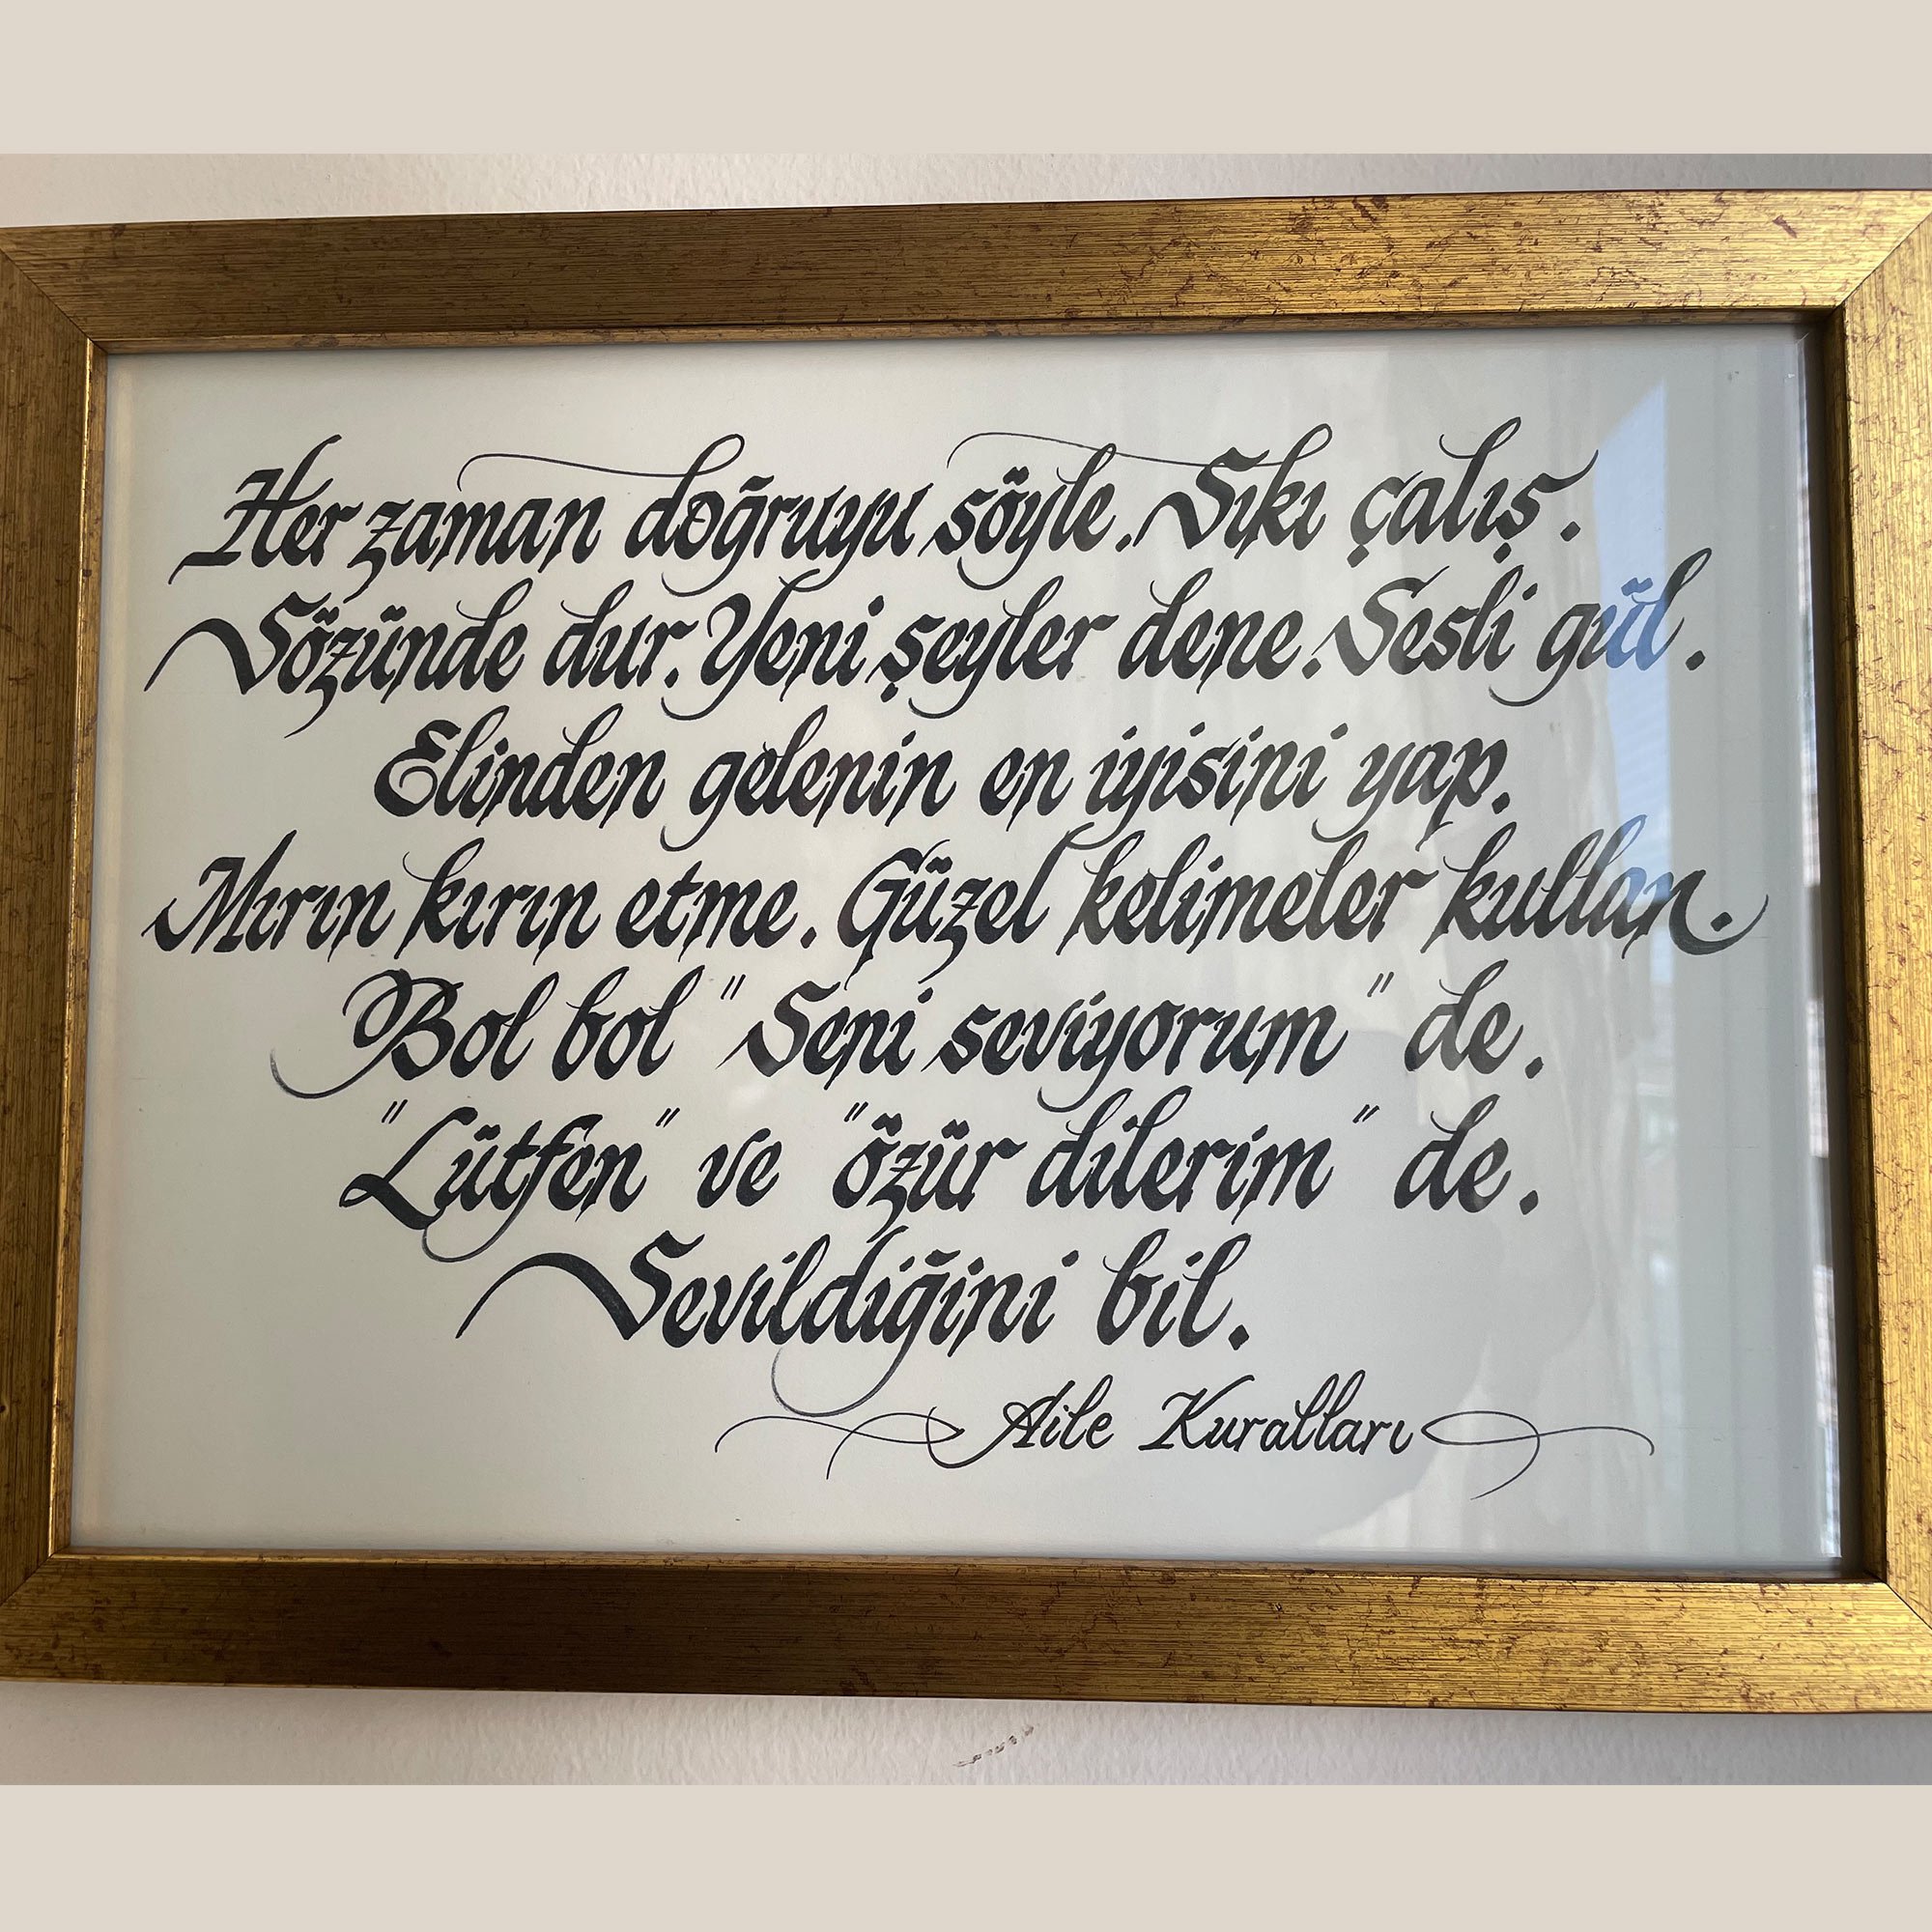 Her zaman doğruyu söyle. Sıkı çalış.
Sözünde dur. Yeni şeyler dene. Sesli gül.
Elinden gelenin en iyisini yap.
Mırın kırın etme. Güzel kelimeler kullan.
Bol bol "Seni seviyorum" de.
"Lütfen" ve "özür dilerim" de.
Sevildiğini bil.
Aile Kuralları